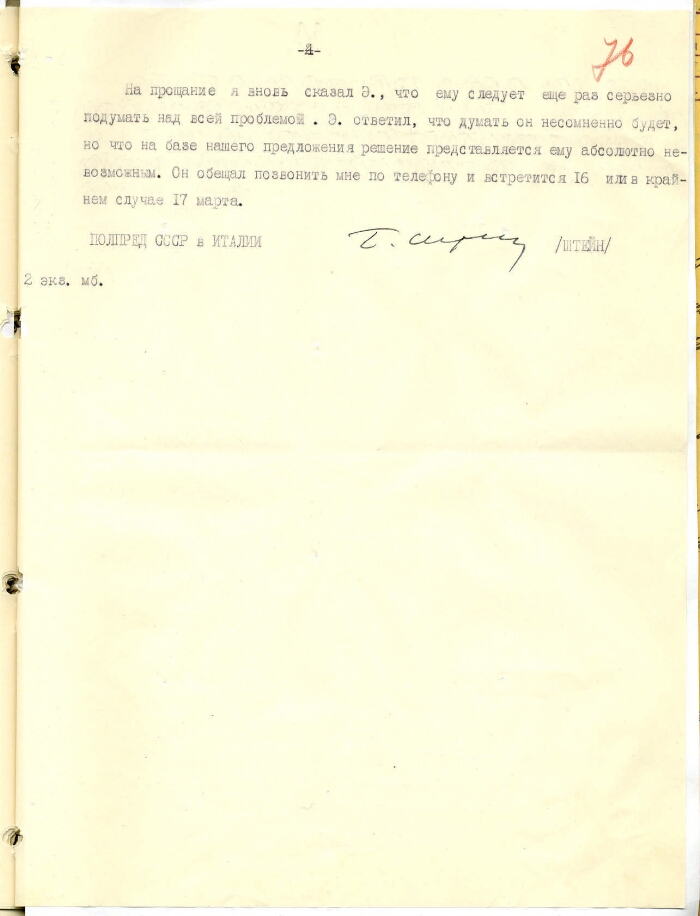 -4-
76
На прощание я вновь сказал Э., что ему следует еще раз серьезно
подумать над всей проблемой . Э. ответил, что думать он несомненно будет,
но что на базе нашего предложения решение представляется ему абсолютно не-
возможным. Он обещал позвонить мне по телефону и встретится 16 или в край-
нем случае 17 марта.
ПОЛПРЕД СССР в ИТАЛИИ /ШТЕЙН/
2 экз. мб.